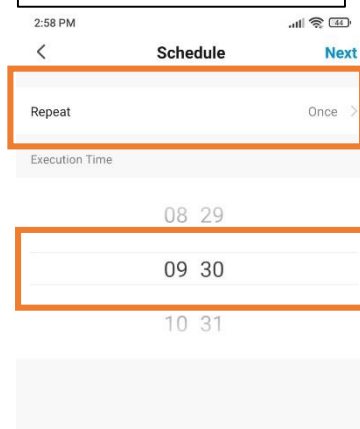 2:58 PM 44
Schedule Next
Repeat Once
Execution Time
08 29
09 30
10 31